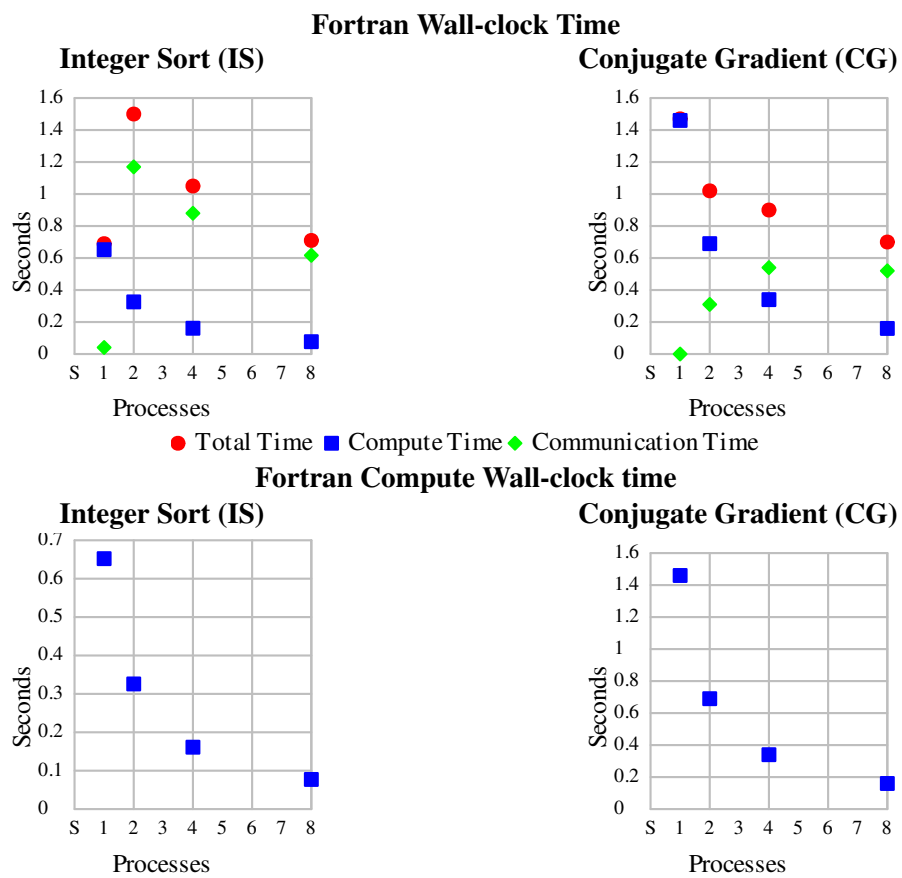 Fortran Wall-clock Time
Integer Sort (IS)
1.6
1.4
1.2
1
0.8
0.6
0.4
0.2
0
Seconds
S 1 2 3 4 5 6 7 8
Processes
Conjugate Gradient (CG)
1.6
1.4
1.2
1
0.8
0.6
0.4
0.2
0
Seconds
S 1 2 3 4 5 6 7 8
Processes
Total Time Compute Time Communication Time
Fortran Compute Wall-clock time
Integer Sort (IS)
0.7
0.6
0.5
0.4
0.3
0.2
0.1
0
Seconds
S 1 2 3 4 5 6 7 8
Processes
Conjugate Gradient (CG)
1.6
1.4
1.2
1
0.8
0.6
0.4
0.2
0
Seconds
S 1 2 3 4 5 6 7 8
Processes